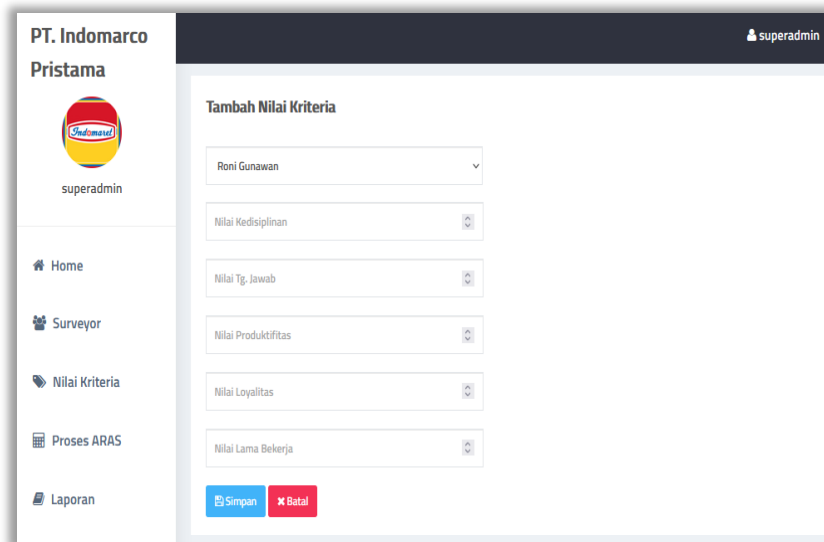 PT. Indomarco
Pristama
Indomaret
superadmin
Home
Surveyor
Nilai Kriteria
Proses ARAS
Laporan
superadmin
Tambah Nilai Kriteria
Roni Gunawan
Nilai Kedisiplinan
Nilai Tg. Jawab
Nilai Produktifitas
Nilai Loyalitas
Nilai Lama Bekerja
Simpan
Batal